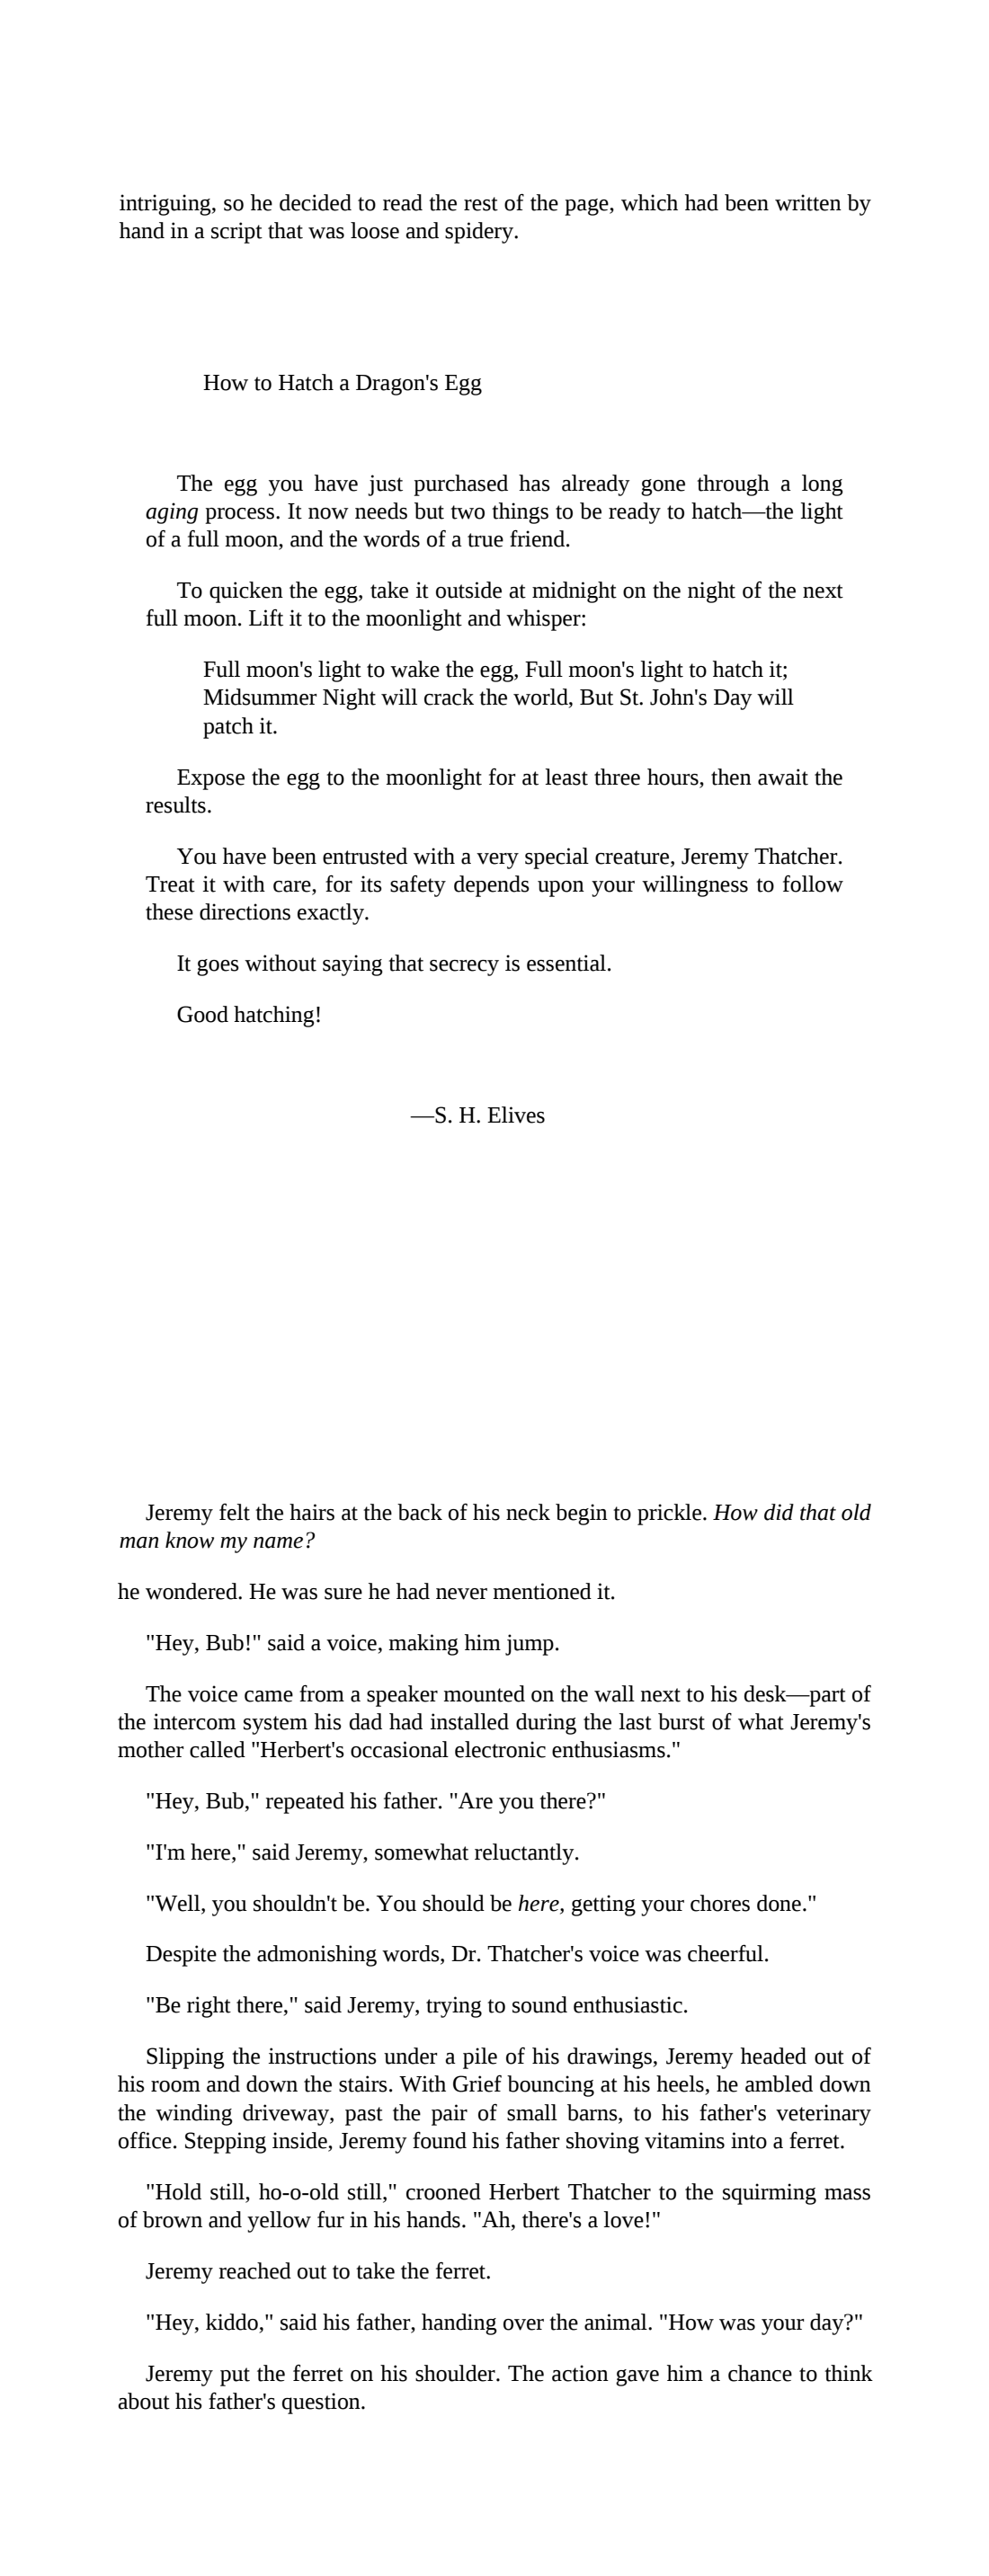 intriguing, so he decided to read the rest of the page, which had been written by
hand in a script that was loose and spidery.
How to Hatch a Dragon's Egg
The egg you have just purchased has already gone through a long
aging process. It now needs but two things to be ready to hatch—the light
of a full moon, and the words of a true friend.
To quicken the egg, take it outside at midnight on the night of the next
full moon. Lift it to the moonlight and whisper:
Full moon's light to wake the egg, Full moon's light to hatch it;
Midsummer Night will crack the world, But St. John's Day will
patch it.
Expose the egg to the moonlight for at least three hours, then await the
results.
You have been entrusted with a very special creature, Jeremy Thatcher.
Treat it with care, for its safety depends upon your willingness to follow
these directions exactly.
It goes without saying that secrecy is essential.
Good hatching!
—S. H. Elives
Jeremy felt the hairs at the back of his neck begin to prickle. How did that old
man know my name?
he wondered. He was sure he had never mentioned it.
"Hey, Bub!" said a voice, making him jump.
The voice came from a speaker mounted on the wall next to his desk—part of
the intercom system his dad had installed during the last burst of what Jeremy's
mother called "Herbert's occasional electronic enthusiasms."
"Hey, Bub," repeated his father. "Are you there?"
"I'm here," said Jeremy, somewhat reluctantly.
"Well, you shouldn't be. You should be here, getting your chores done."
Despite the admonishing words, Dr. Thatcher's voice was cheerful.
"Be right there," said Jeremy, trying to sound enthusiastic.
Slipping the instructions under a pile of his drawings, Jeremy headed out of
his room and down the stairs. With Grief bouncing at his heels, he ambled down
the winding driveway, past the pair of small barns, to his father's veterinary
office. Stepping inside, Jeremy found his father shoving vitamins into a ferret.
"Hold still, ho-o-old still," crooned Herbert Thatcher to the squirming mass
of brown and yellow fur in his hands. "Ah, there's a love!"
Jeremy reached out to take the ferret.
"Hey, kiddo," said his father, handing over the animal. "How was your day?"
Jeremy put the ferret on his shoulder. The action gave him a chance to think
about his father's question.